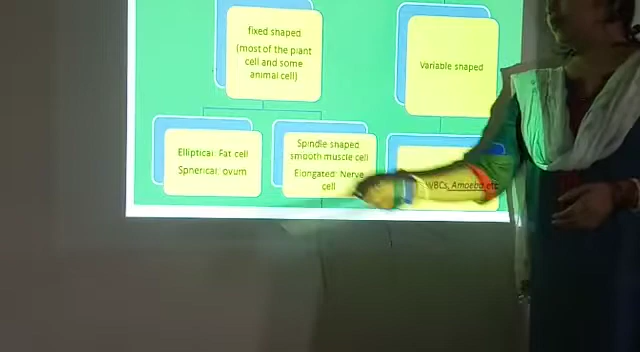 fixed shaped
(most of the plant
cell and some
animal cell)
Variable shaped
Elliptical: Fat cell
Spherical: ovum
Spindle shaped
smooth muscle cell
Elongated: Nerve
cell
WBCs, Amoeba etc